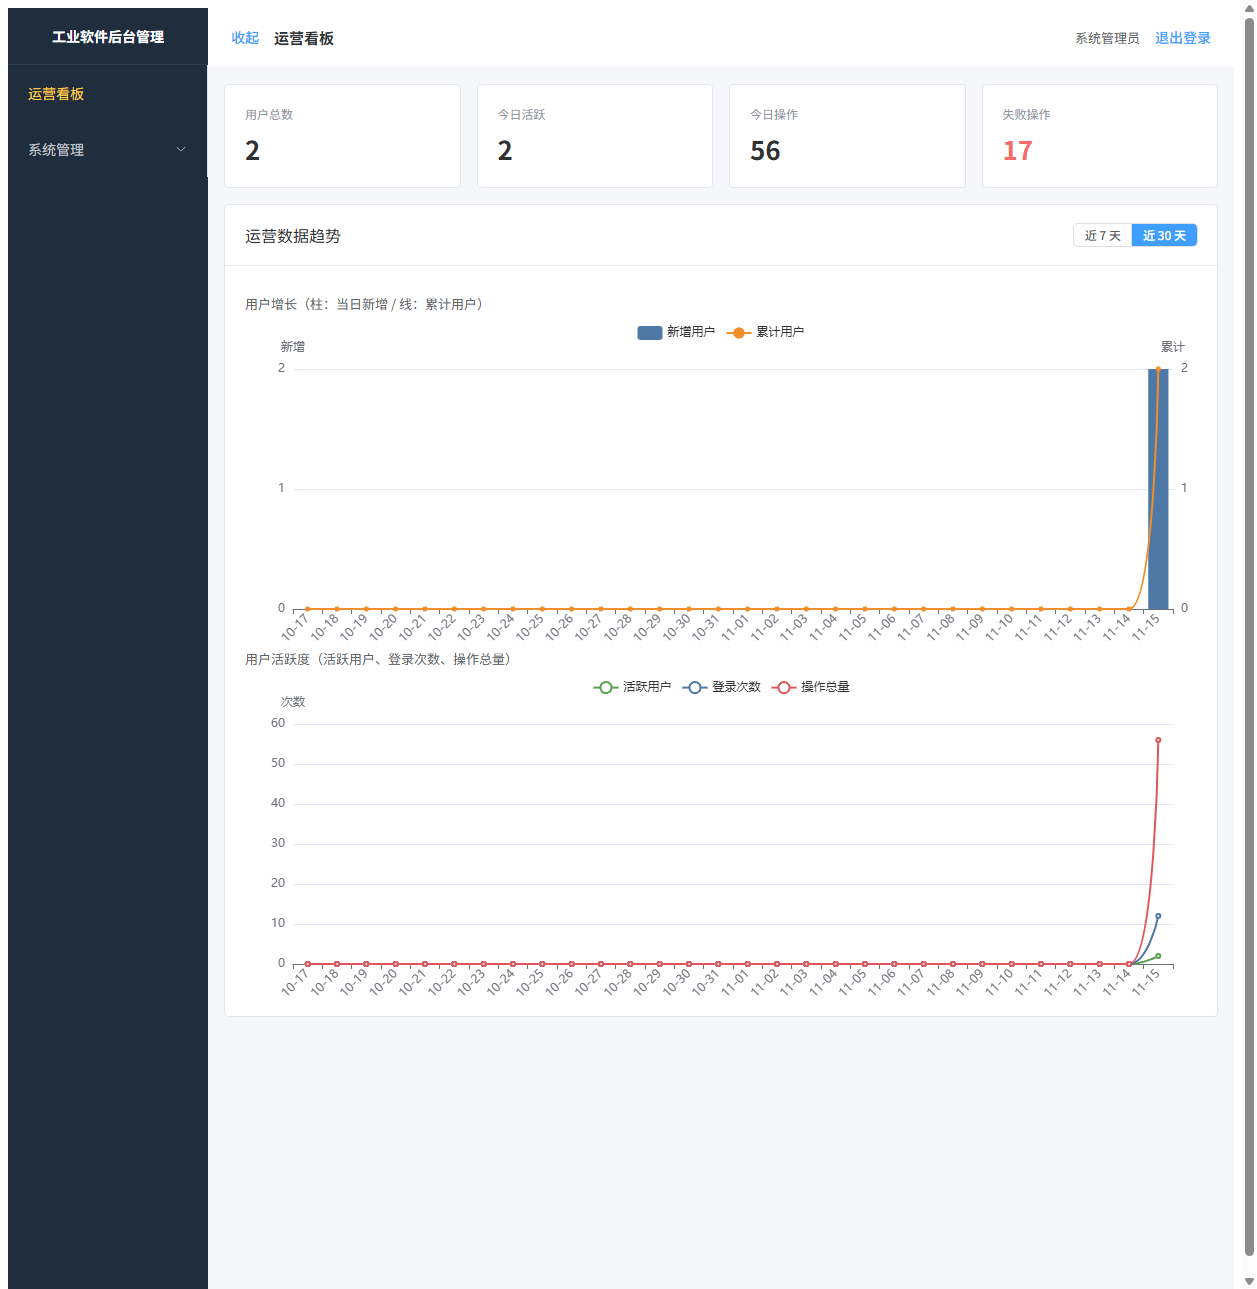 工业软件后台管理
收起 运营看板 系统管理员 退出登录
运营看板
系统管理
用户总数 今日活跃 今日操作 失败操作
2 2 56 17
运营数据趋势 近 7 天 近 30 天
用户增长（柱：当日新增 / 线：累计用户）
新增用户 累计用户
新增 累计
2 2
1 1
0 0
10-17 10-18 10-19 10-20 10-21 10-22 10-23 10-24 10-25 10-26 10-27 10-28 10-29 10-30 10-31 11-01 11-02 11-03 11-04 11-05 11-06 11-07 11-08 11-09 11-10 11-11 11-12 11-13 11-14 11-15
用户活跃度（活跃用户、登录次数、操作总量）
活跃用户 登录次数 操作总量
次数
60
50
40
30
20
10
0
10-17 10-18 10-19 10-20 10-21 10-22 10-23 10-24 10-25 10-26 10-27 10-28 10-29 10-30 10-31 11-01 11-02 11-03 11-04 11-05 11-06 11-07 11-08 11-09 11-10 11-11 11-12 11-13 11-14 11-15